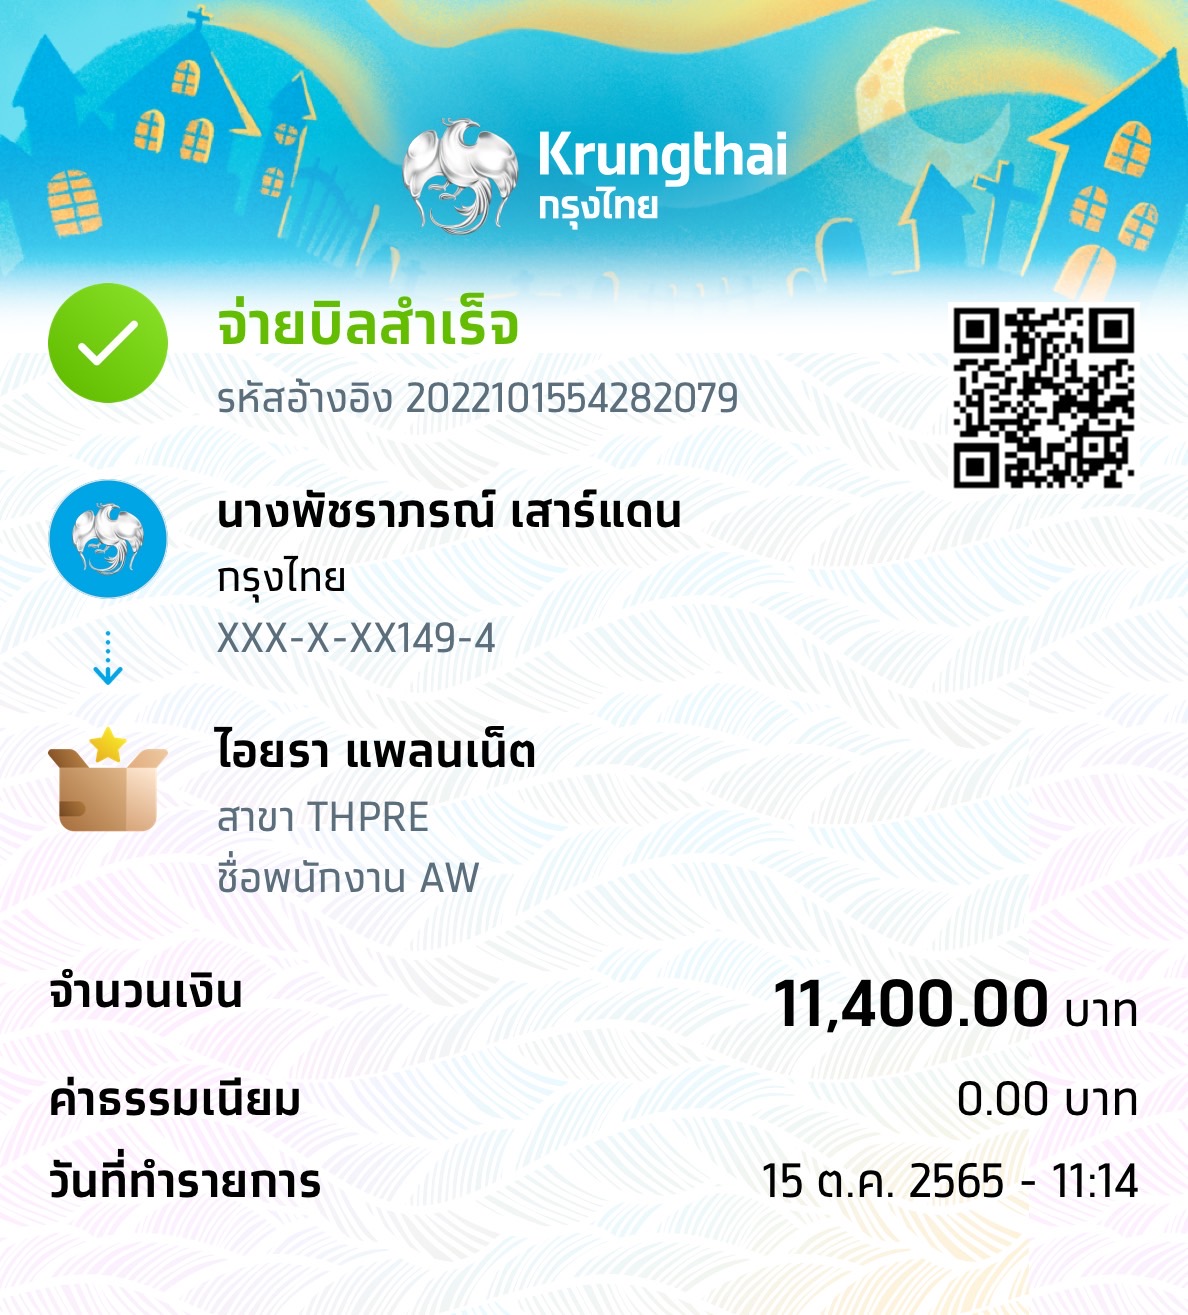 Krungthai
กรุงไทย
จ่ายบิลสำเร็จ
รหัสอ้างอิง 2022101554282079
นางพัชราภรณ์ เสาร์แดน
กรุงไทย
XXX-X-XX149-4
ไอยรา แพลนเน็ต
สาขา THPRE
ชื่อพนักงาน AW
จำนวนเงิน 11,400.00 บาท
ค่าธรรมเนียม 0.00 บาท
วันที่ทำรายการ 15 ต.ค. 2565 - 11:14